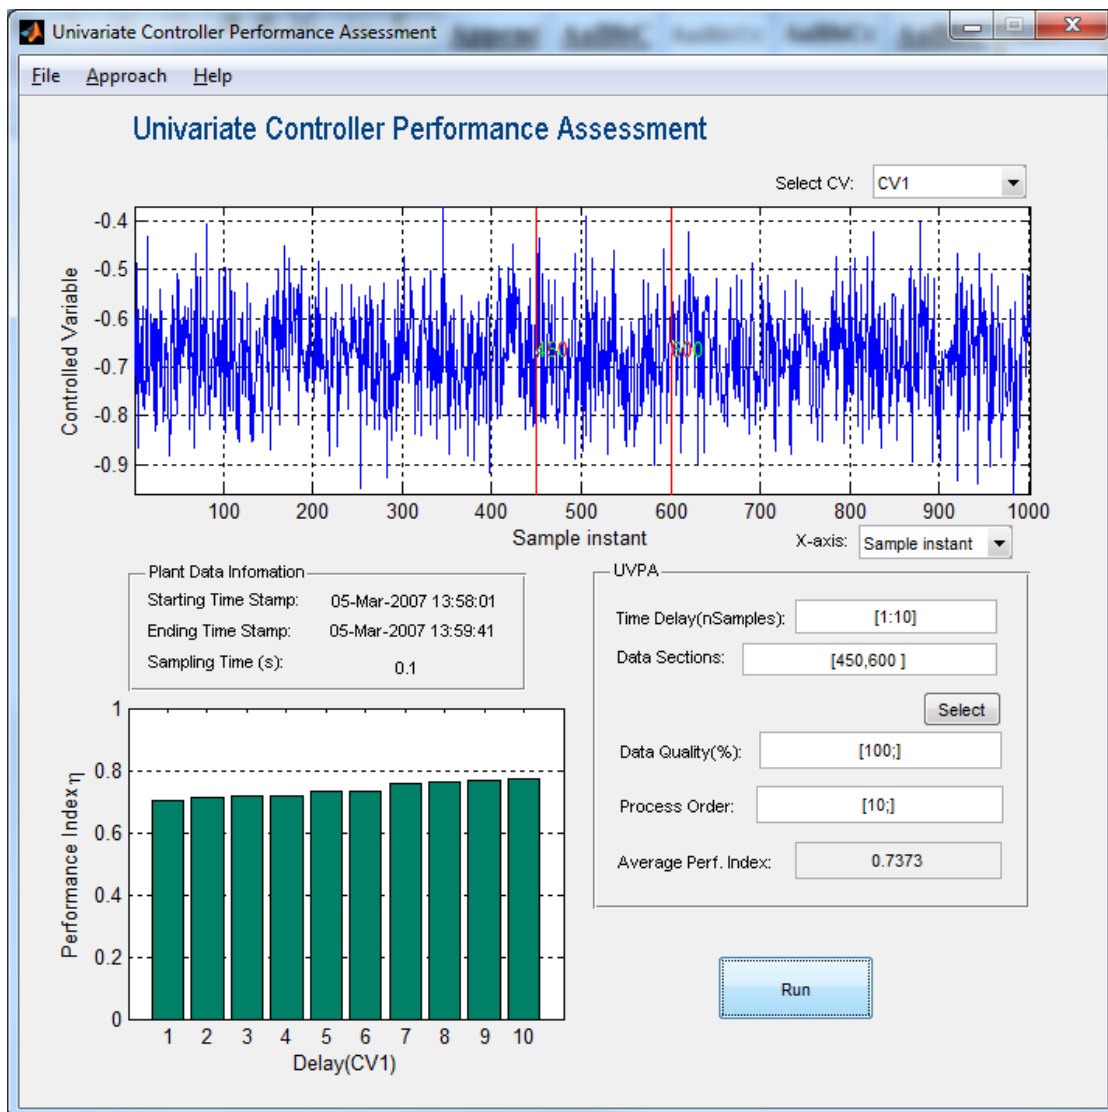 Univariate Controller Performance Assessment
File Approach Help
Univariate Controller Performance Assessment
Select CV: CV1
Controlled Variable
-0.4
-0.5
-0.6
-0.7
-0.8
-0.9
450 600
100 200 300 400 500 600 700 800 900 1000
Sample instant
X-axis: Sample instant
Plant Data Infomation
Starting Time Stamp: 05-Mar-2007 13:58:01
Ending Time Stamp: 05-Mar-2007 13:59:41
Sampling Time (s): 0.1
UVPA
Time Delay(nSamples): [1:10]
Data Sections: [450,600 ]
Select
Data Quality(%): [100;]
Process Order: [10;]
Average Perf. Index: 0.7373
Run
Performance Index η
1
0.8
0.6
0.4
0.2
0
1 2 3 4 5 6 7 8 9 10
Delay(CV1)